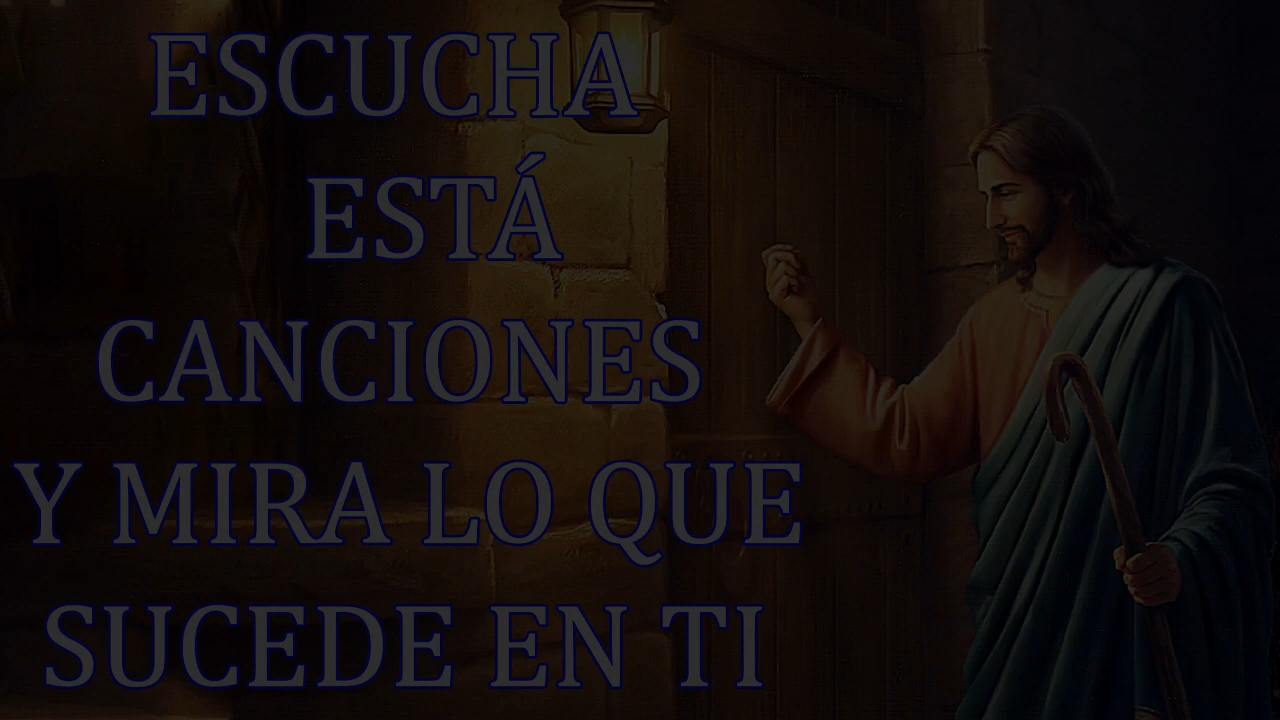 ESCUCHA
ESTÁ
CANCIONES
Y MIRA LO QUE
SUCEDE EN TI